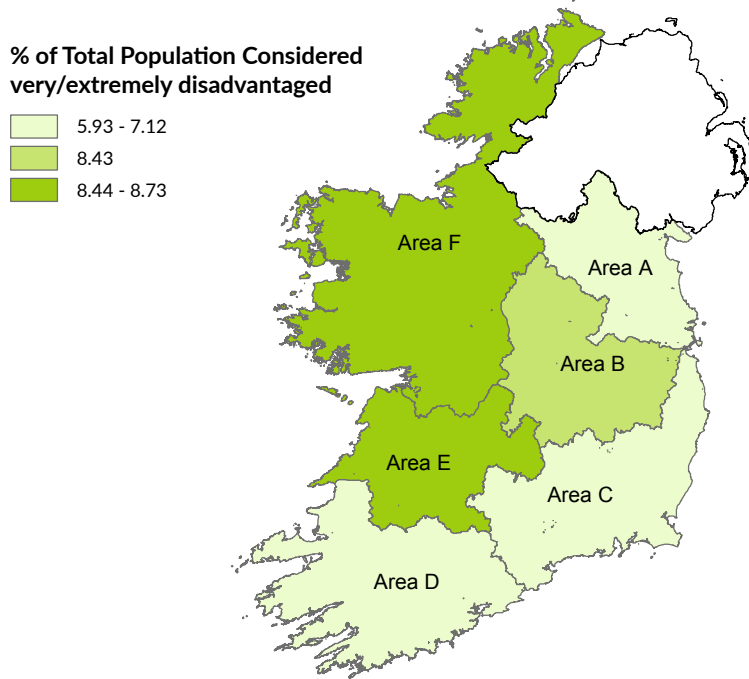 % of Total Population Considered
very/extremely disadvantaged
5.93 - 7.12
8.43
8.44 - 8.73
Area F
Area A
Area B
Area E
Area C
Area D